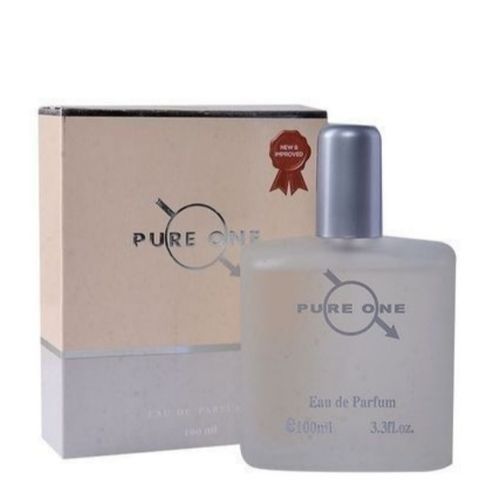 NEW &
IMPROVED
PURE ONE
EAU DE PARFUM
100 ml
PURE ONE
Eau de Parfum
℮100ml 3.3fl.oz.